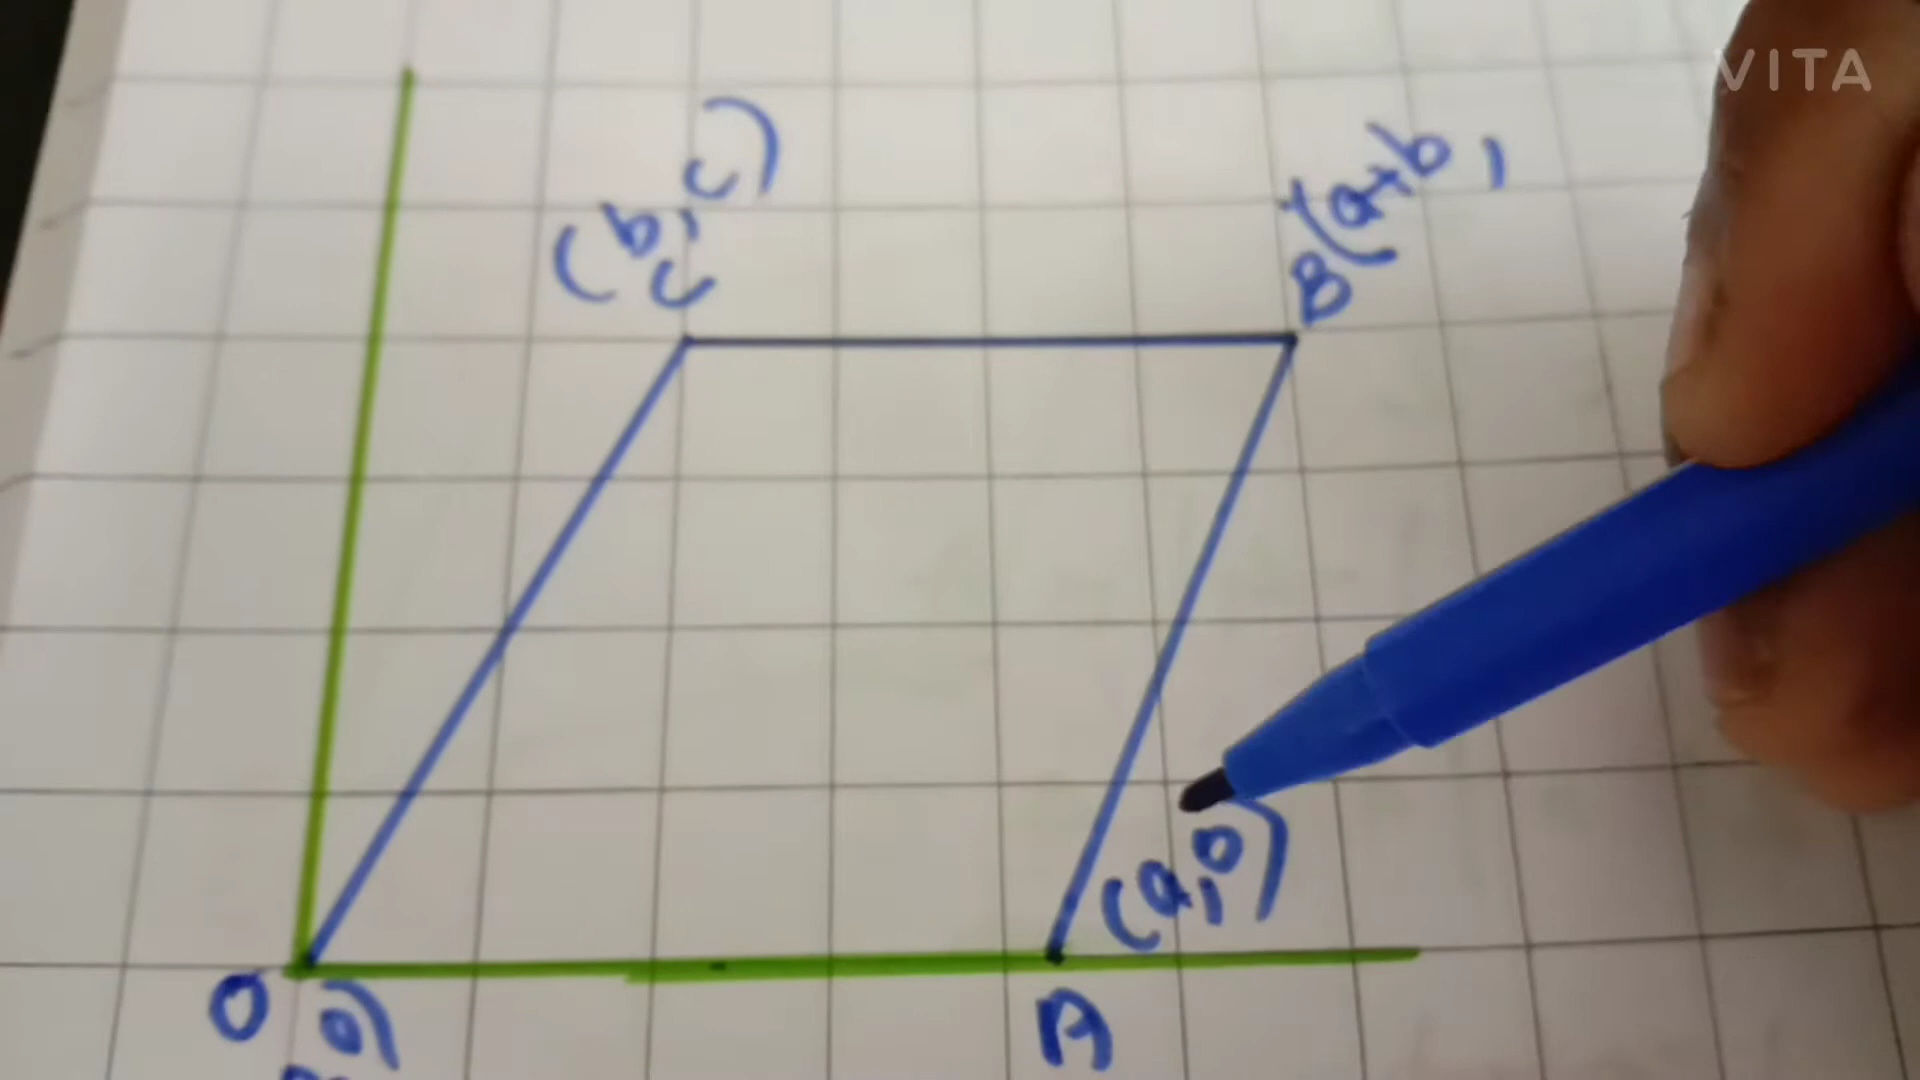 VITA
(b,c)
C
B(a+b,
(a,0)
O
0)
A